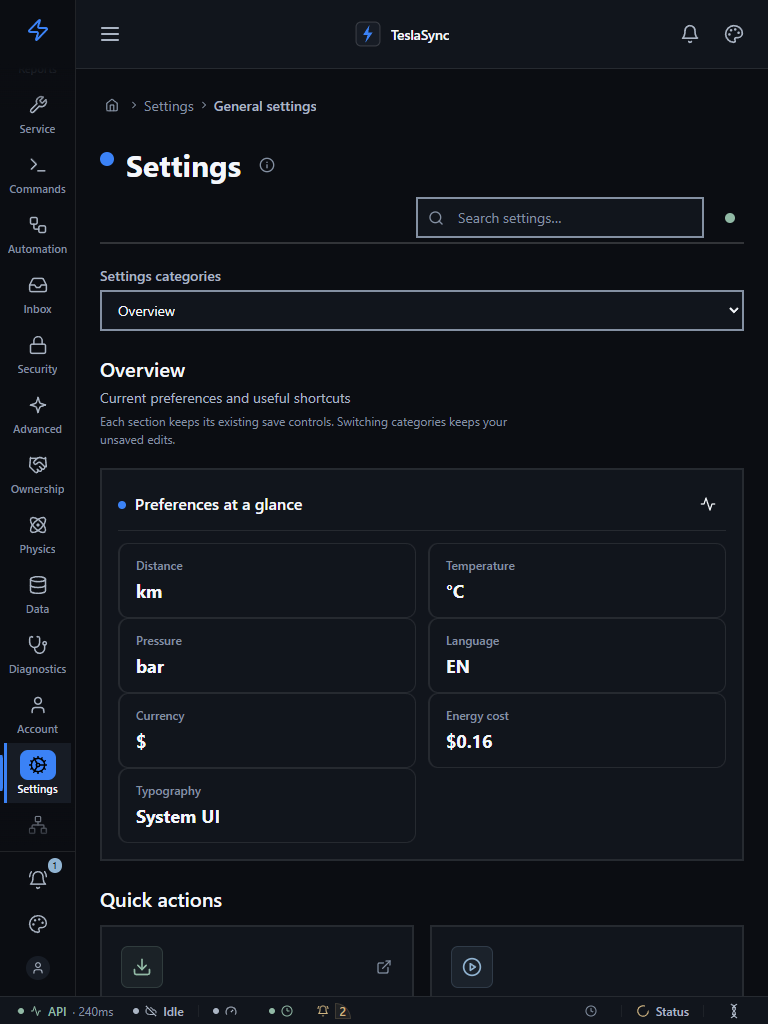 TeslaSync
Reports
Service
Commands
Automation
Inbox
Security
Advanced
Ownership
Physics
Data
Diagnostics
Account
Settings
1
Settings
General settings
Settings
Search settings...
Settings categories
Overview
Overview
Current preferences and useful shortcuts
Each section keeps its existing save controls. Switching categories keeps your
unsaved edits.
Preferences at a glance
Distance
km
Temperature
°C
Pressure
bar
Language
EN
Currency
$
Energy cost
$0.16
Typography
System UI
Quick actions
API · 240ms
Idle
2
Status